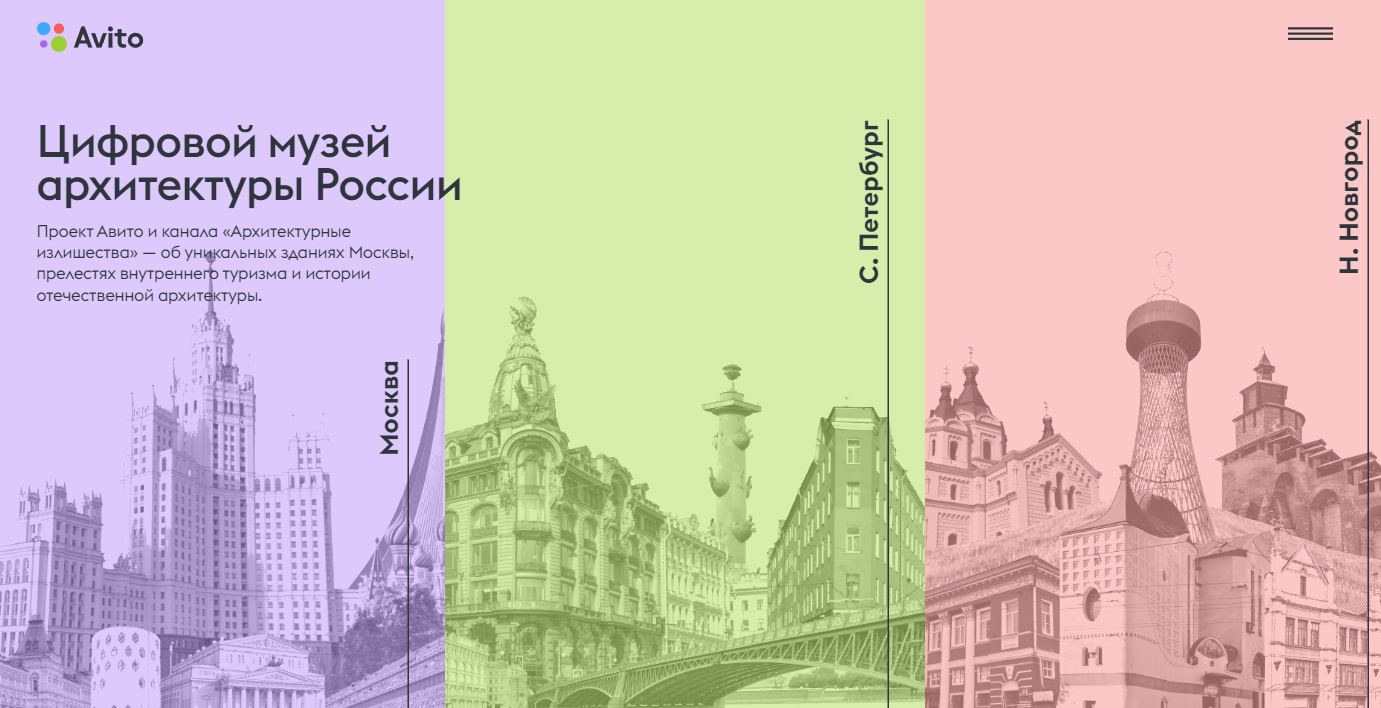 Avito
Цифровой музей
архитектуры России
Проект Авито и канала «Архитектурные
излишества» — об уникальных зданиях Москвы,
прелестях внутреннего туризма и истории
отечественной архитектуры.
Москва
С. Петербург
Н. Новгород